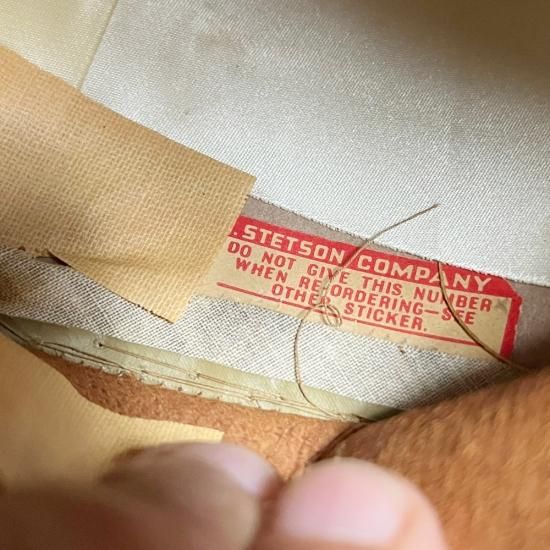 . STETSON COMPANY
DO NOT GIVE THIS NUMBER
WHEN RE-ORDERING—SEE
OTHER STICKER.